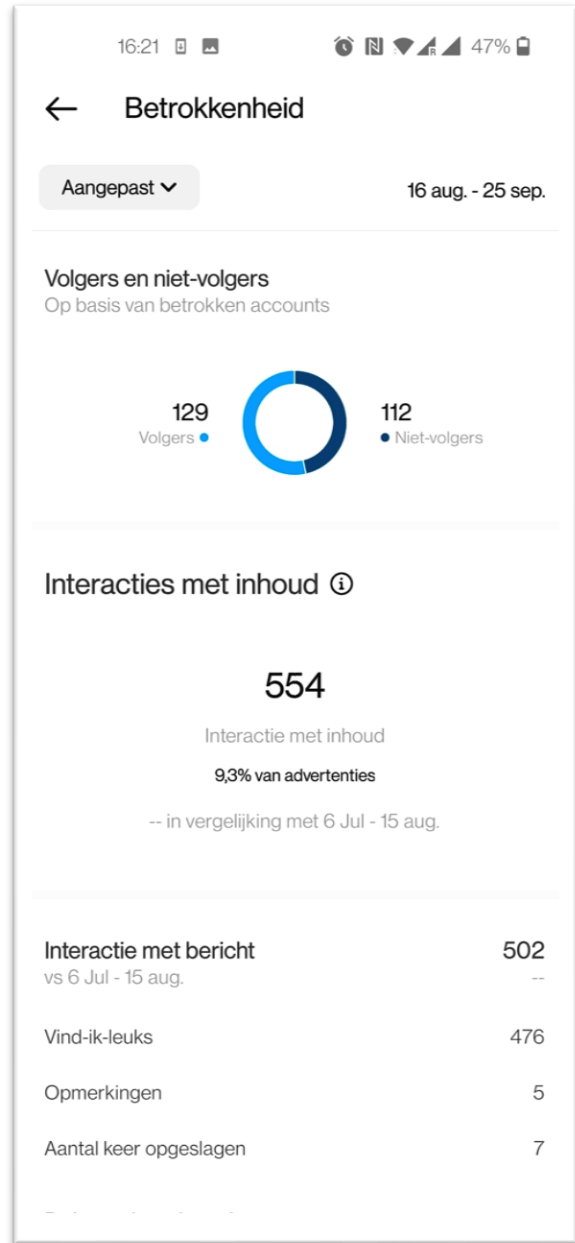 16:21 47%
Betrokkenheid
Aangepast 16 aug. - 25 sep.
Volgers en niet-volgers
Op basis van betrokken accounts
129 112
Volgers Niet-volgers
Interacties met inhoud
554
Interactie met inhoud
9,3% van advertenties
-- in vergelijking met 6 Jul - 15 aug.
Interactie met bericht 502
vs 6 Jul - 15 aug. --
Vind-ik-leuks 476
Opmerkingen 5
Aantal keer opgeslagen 7